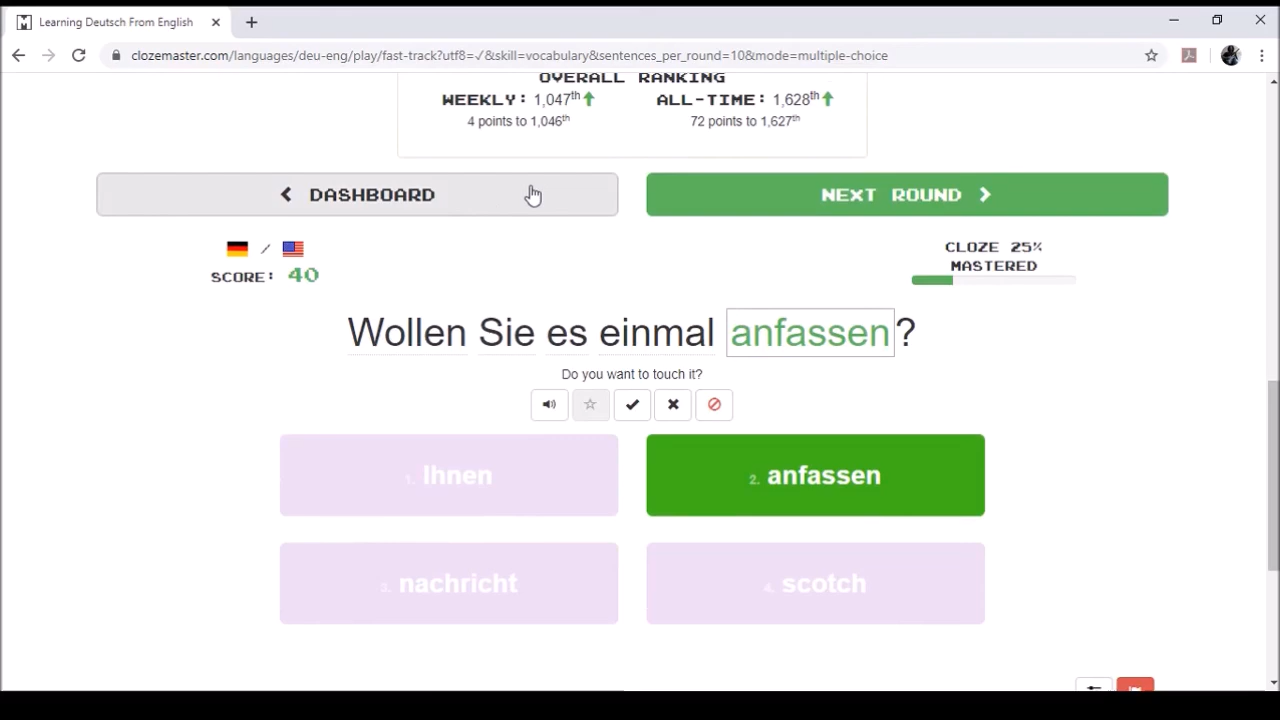 Learning Deutsch From English
clozemaster.com/languages/deu-eng/play/fast-track?utf8=✓&skill=vocabulary&sentences_per_round=10&mode=multiple-choice
OVERALL RANKING
WEEKLY: 1,047th ALL-TIME: 1,628th
4 points to 1,046th 72 points to 1,627th
DASHBOARD NEXT ROUND
SCORE: 40
CLOZE 25%
MASTERED
Wollen Sie es einmal anfassen?
Do you want to touch it?
1. Ihnen 2. anfassen
3. nachricht 4. scotch